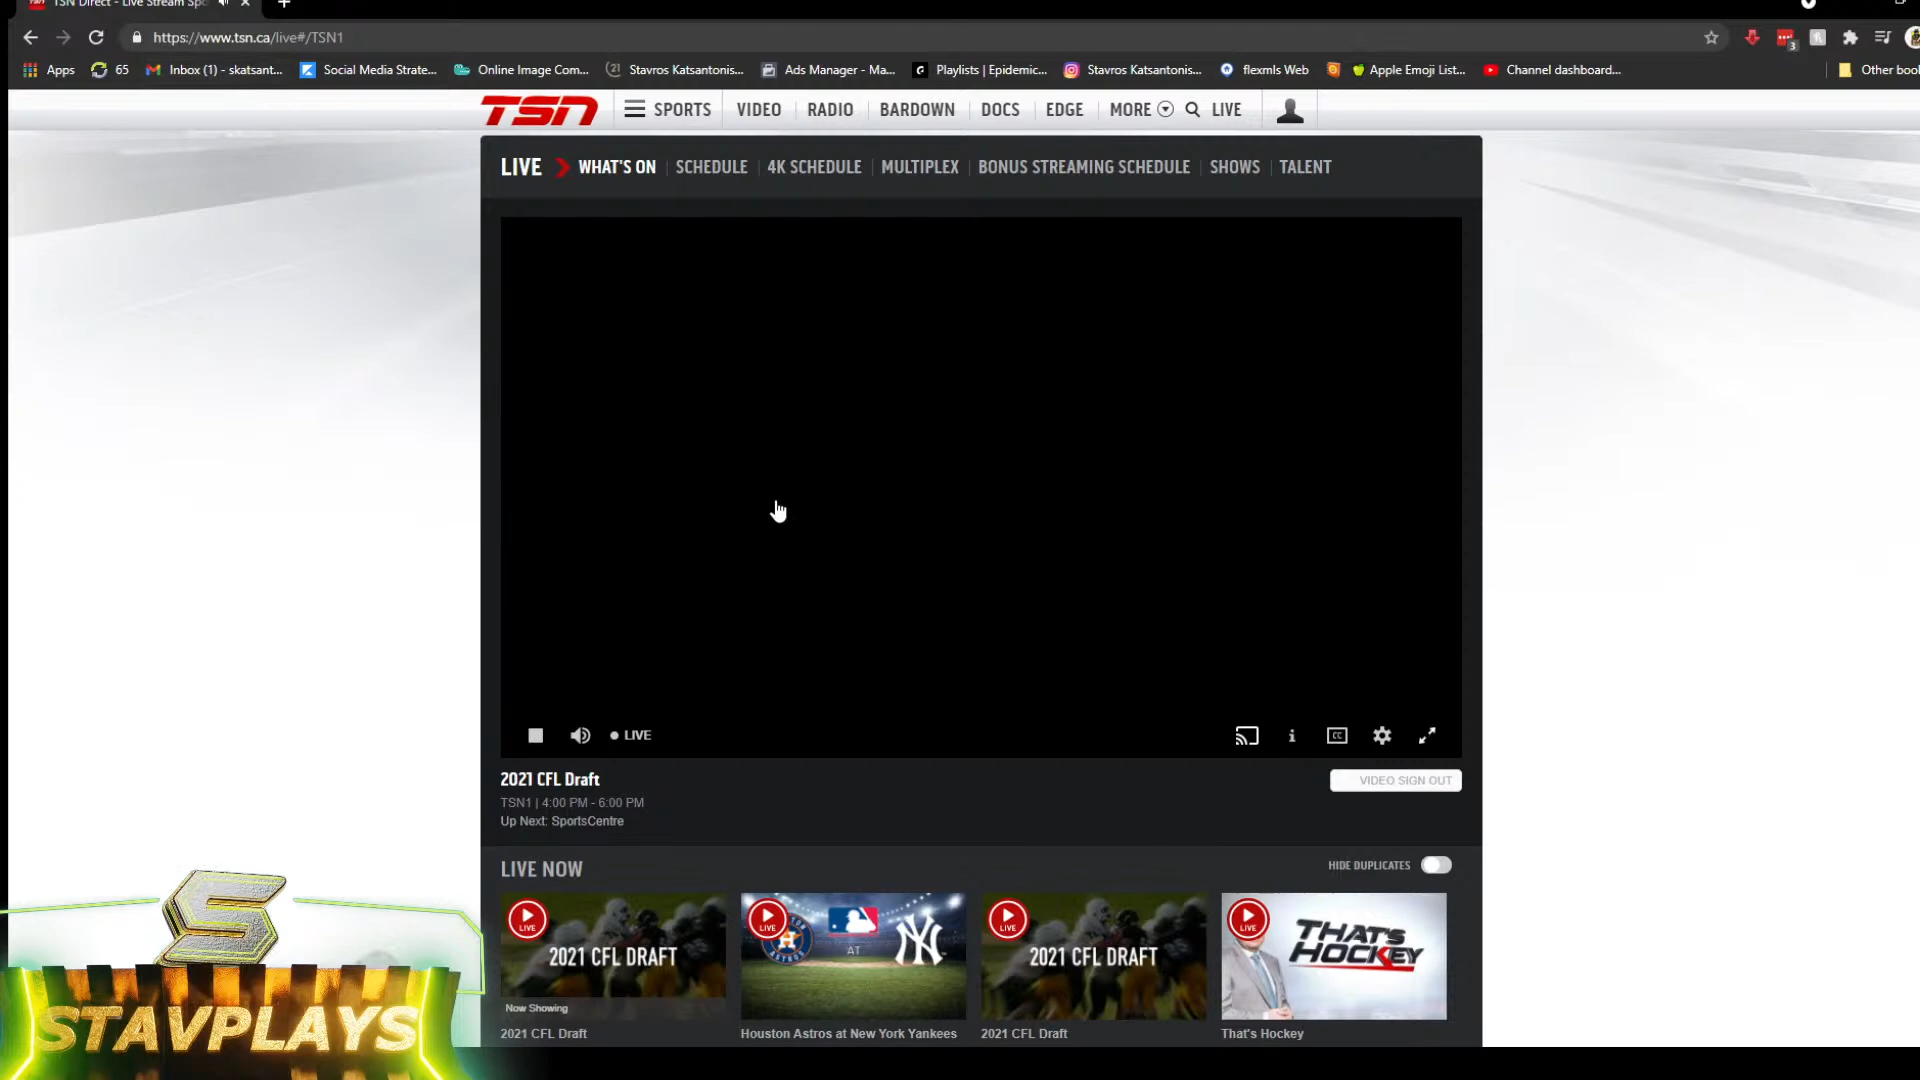 TSN Direct - Live Stream Spo
https://www.tsn.ca/live#/TSN1
Apps 65 Inbox (1) - skatsant... Social Media Strate... Online Image Com... 21 Stavros Katsantonis... Ads Manager - Ma... Playlists | Epidemic... Stavros Katsantonis... flexmls Web Apple Emoji List... Channel dashboard... Other book
3
TSN SPORTS VIDEO RADIO BARDOWN DOCS EDGE MORE LIVE
LIVE WHAT'S ON SCHEDULE 4K SCHEDULE MULTIPLEX BONUS STREAMING SCHEDULE SHOWS TALENT
LIVE i CC
2021 CFL Draft
VIDEO SIGN OUT
TSN1 | 4:00 PM - 6:00 PM
Up Next: SportsCentre
LIVE NOW
HIDE DUPLICATES
LIVE 2021 CFL DRAFT
Now Showing
2021 CFL Draft
LIVE AT
Houston Astros at New York Yankees
LIVE 2021 CFL DRAFT
2021 CFL Draft
LIVE THAT'S HOCKEY
That's Hockey
S
STAVPLAYS